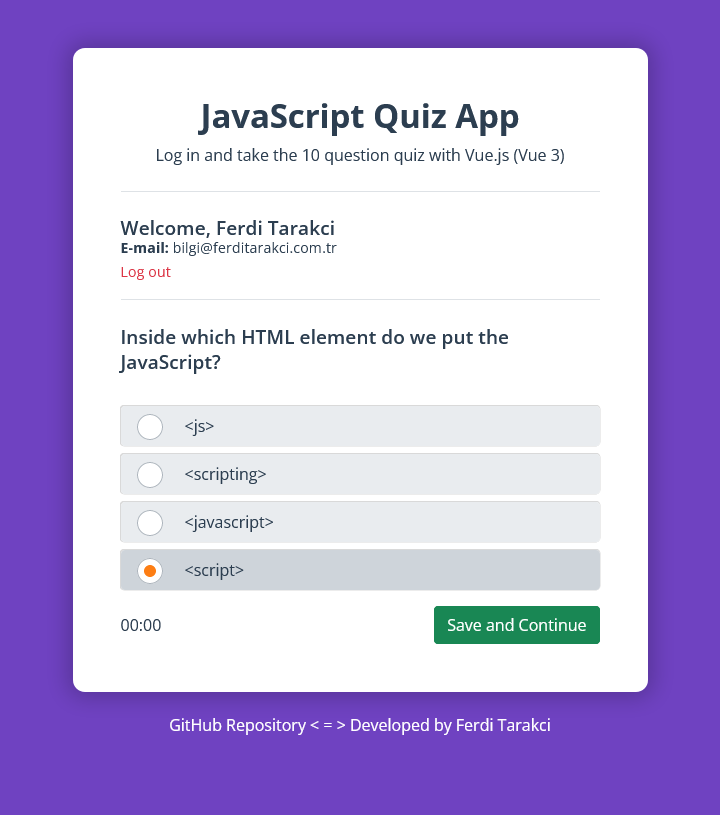 JavaScript Quiz App
Log in and take the 10 question quiz with Vue.js (Vue 3)
Welcome, Ferdi Tarakci
E-mail: bilgi@ferditarakci.com.tr
Log out
Inside which HTML element do we put the
JavaScript?
<js>
<scripting>
<javascript>
<script>
00:00
Save and Continue
GitHub Repository < = > Developed by Ferdi Tarakci